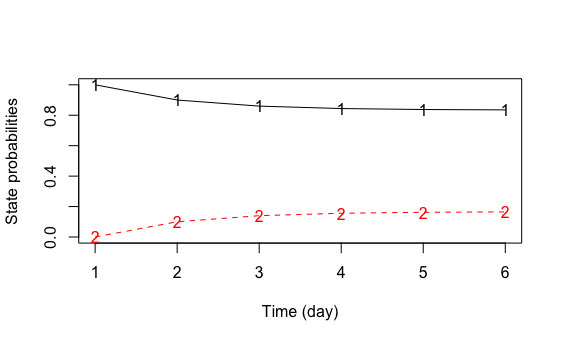 State probabilities
0.8
0.4
0.0
1 1 1 1 1 1
2 2 2 2 2 2
1 2 3 4 5 6
Time (day)